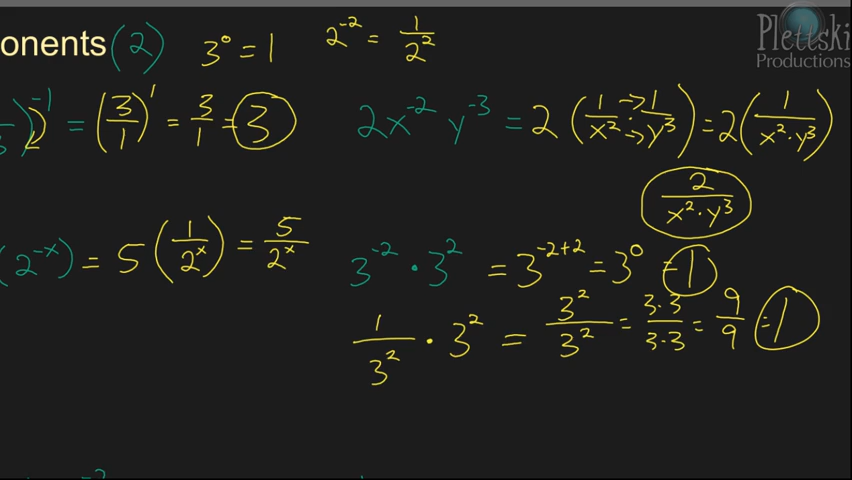 onents (2) 3⁰ = 1 2⁻² = 1/2²
)⁻¹ = (3/1)¹ = 3/1 = 3
2x⁻² y⁻³ = 2 (1/x² → · → 1/y³) = 2(1/(x²·y³))
2/(x²·y³)
(2⁻ˣ) = 5 (1/2ˣ) = 5/2ˣ
3⁻² · 3² = 3⁻²⁺² = 3⁰ = 1
1/3² · 3² = 3²/3² = 3·3/3·3 = 9/9 = 1
Plettski
Productions